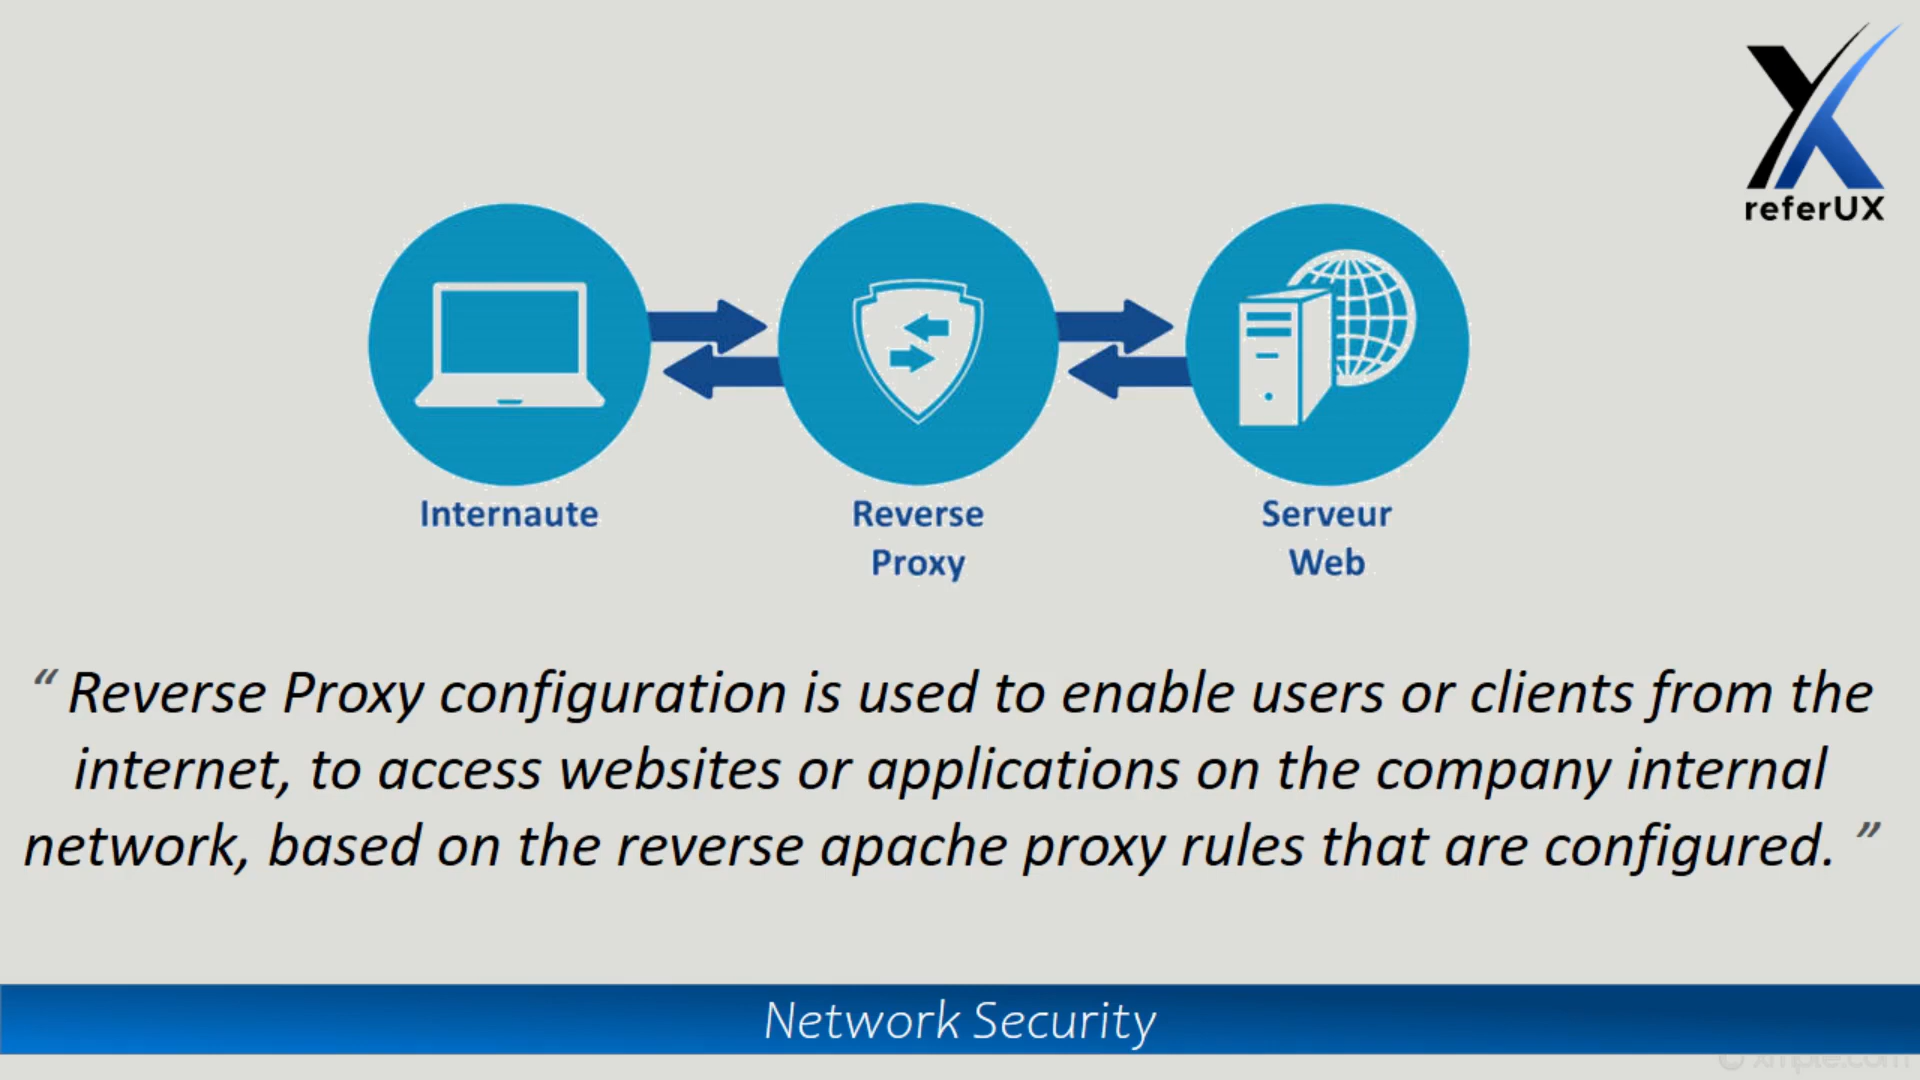 referUX
Internaute
Reverse
Proxy
Serveur
Web
“ Reverse Proxy configuration is used to enable users or clients from the
internet, to access websites or applications on the company internal
network, based on the reverse apache proxy rules that are configured. ”
Network Security